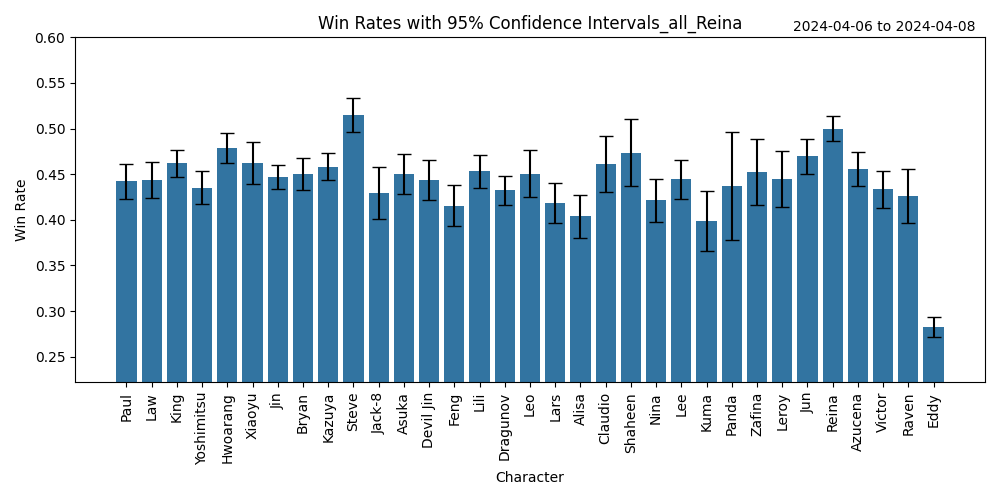 Win Rates with 95% Confidence Intervals_all_Reina
2024-04-06 to 2024-04-08
0.60
0.55
0.50
0.45
0.40
0.35
0.30
0.25
Win Rate
Paul
Law
King
Yoshimitsu
Hwoarang
Xiaoyu
Jin
Bryan
Kazuya
Steve
Jack-8
Asuka
Devil Jin
Feng
Lili
Dragunov
Leo
Lars
Alisa
Claudio
Shaheen
Nina
Lee
Kuma
Panda
Zafina
Leroy
Jun
Reina
Azucena
Victor
Raven
Eddy
Character